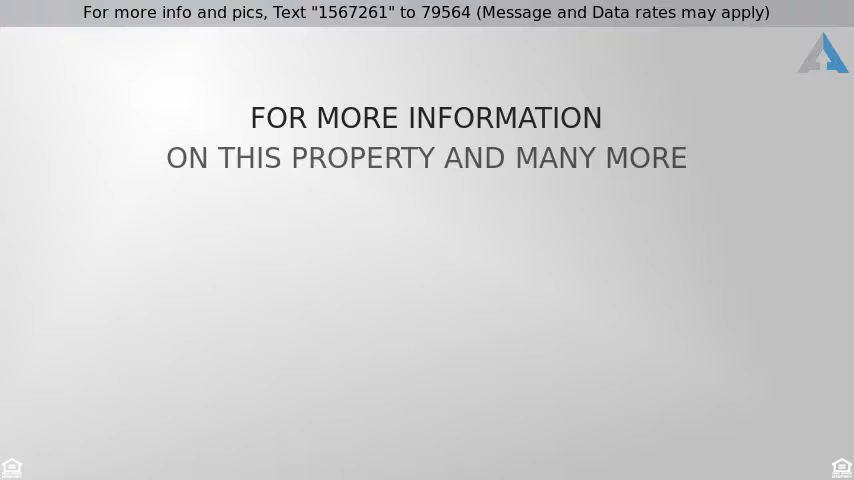 For more info and pics, Text "1567261" to 79564 (Message and Data rates may apply)
FOR MORE INFORMATION
ON THIS PROPERTY AND MANY MORE